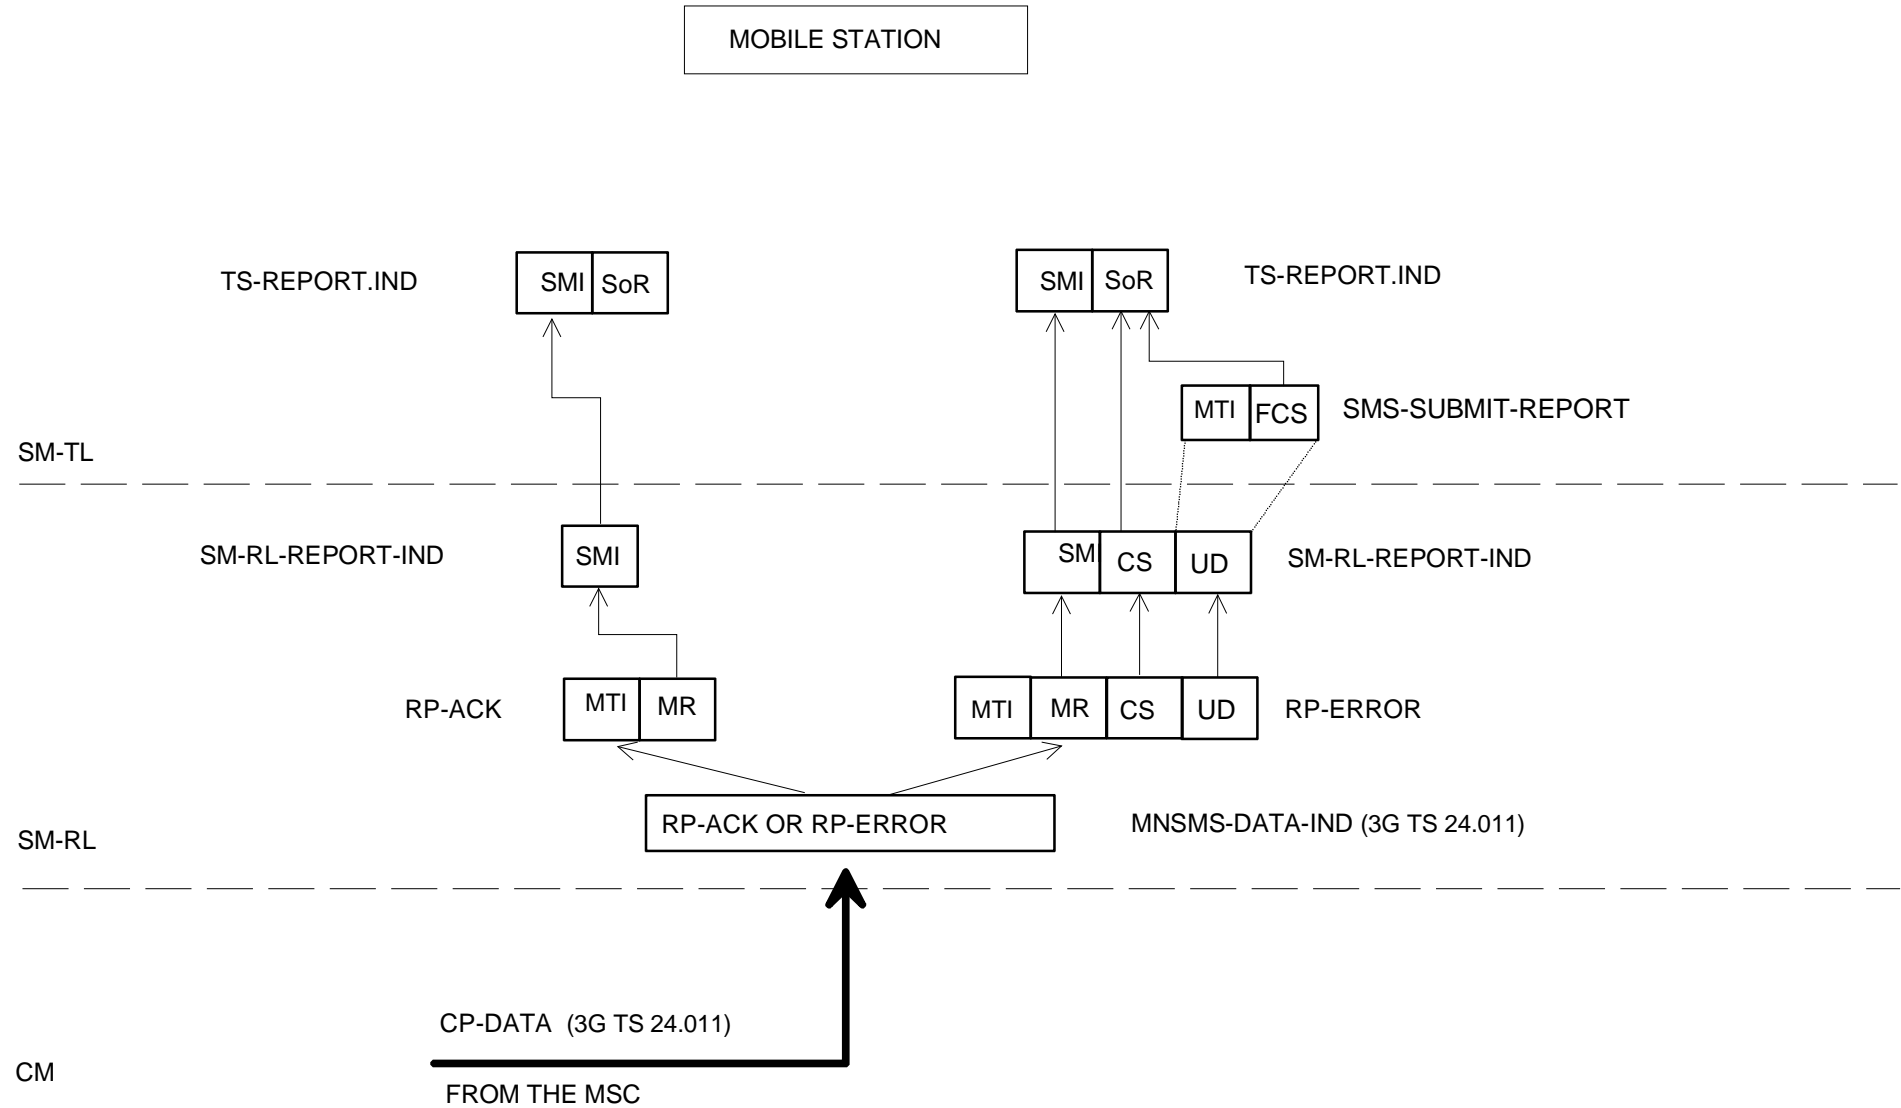 MOBILE STATION
TS-REPORT.IND
SMI SoR
SMI SoR
TS-REPORT.IND
MTI FCS
SMS-SUBMIT-REPORT
SM-TL
SM-RL-REPORT-IND
SMI
SMI CS UD
SM-RL-REPORT-IND
RP-ACK
MTI MR
MTI MR CS UD
RP-ERROR
RP-ACK OR RP-ERROR
MNSMS-DATA-IND (3G TS 24.011)
SM-RL
CP-DATA (3G TS 24.011)
CM
FROM THE MSC